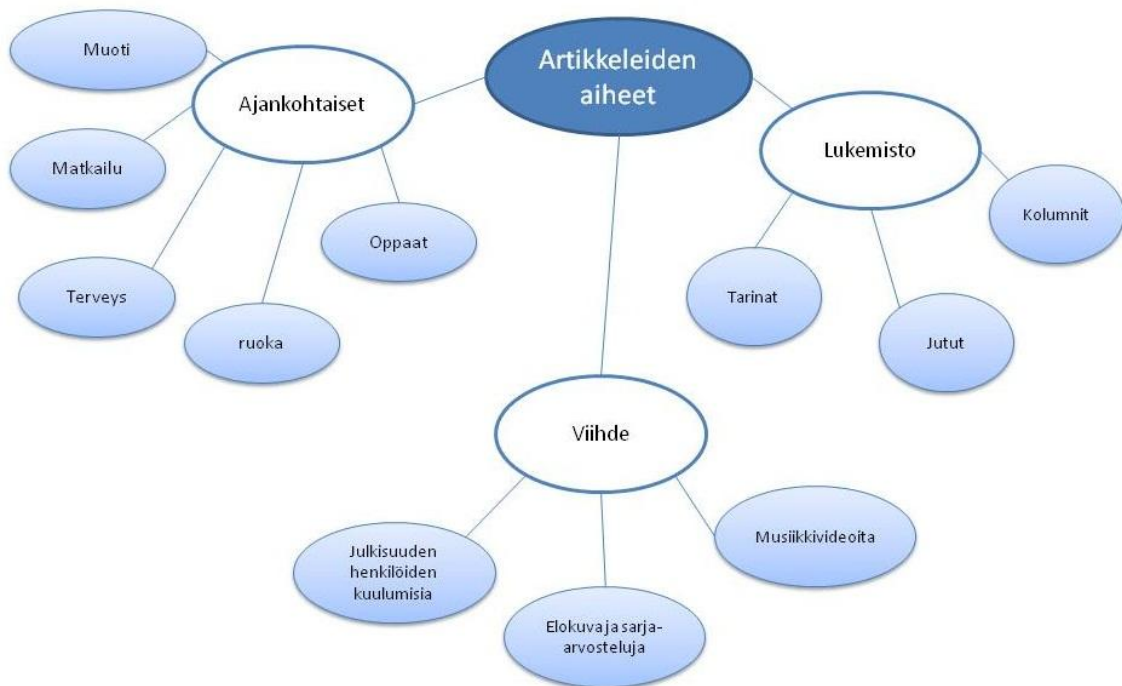 Artikkeleiden
aiheet
Ajankohtaiset
Muoti
Matkailu
Terveys
ruoka
Oppaat
Lukemisto
Tarinat
Jutut
Kolumnit
Viihde
Julkisuuden
henkilöiden
kuulumisia
Elokuva ja sarja-
arvosteluja
Musiikkivideoita